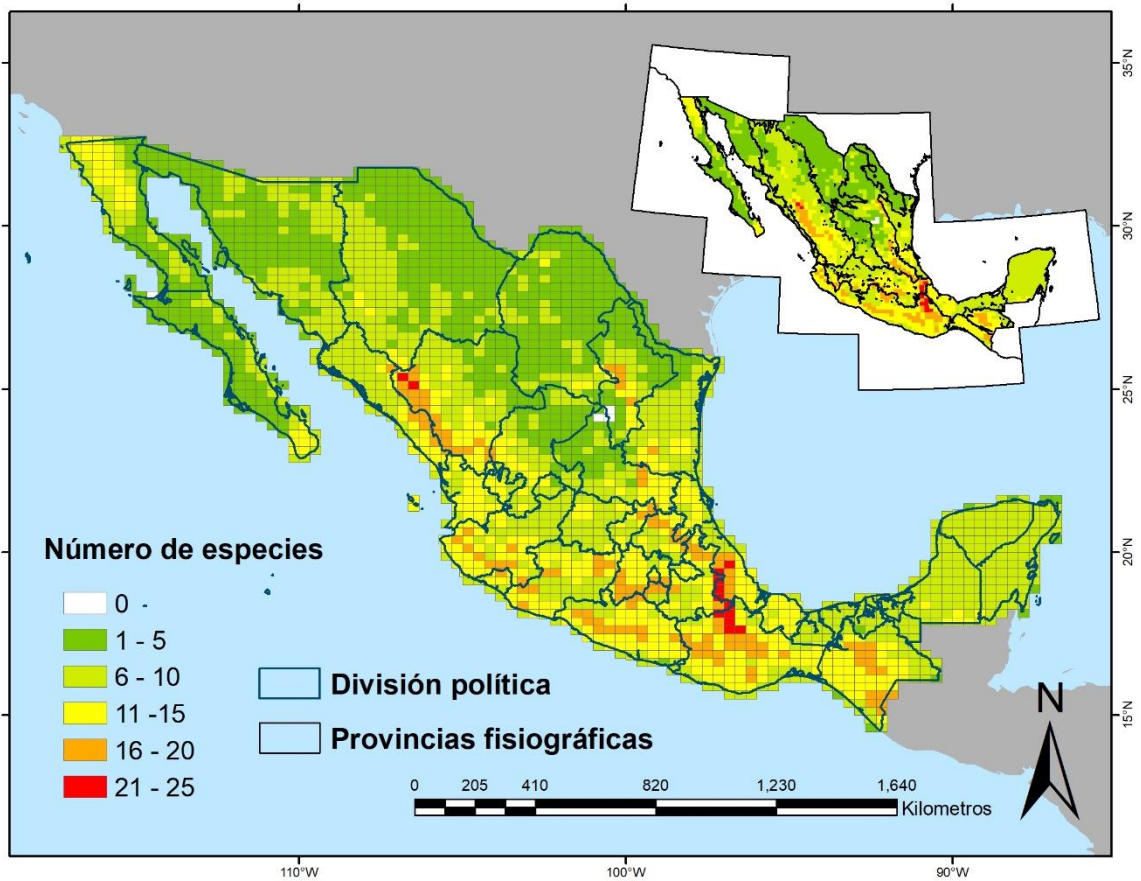 35°N
30°N
25°N
20°N
15°N
Número de especies
0
1 - 5
6 - 10
11 -15
16 - 20
21 - 25
División política
Provincias fisiográficas
N
0 205 410 820 1,230 1,640
Kilometros
110°W 100°W 90°W